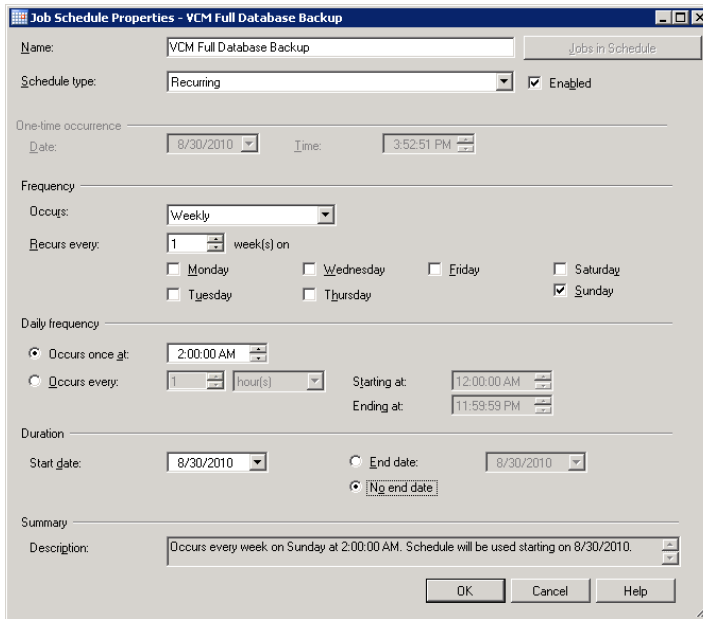 Job Schedule Properties - VCM Full Database Backup
Name: VCM Full Database Backup Jobs in Schedule
Schedule type: Recurring Enabled
One-time occurrence
Date: 8/30/2010 Time: 3:52:51 PM
Frequency
Occurs: Weekly
Recurs every: 1 week(s) on
Monday Wednesday Friday Saturday
Tuesday Thursday Sunday
Daily frequency
Occurs once at: 2:00:00 AM
Occurs every: 1 hour(s) Starting at: 12:00:00 AM
Ending at: 11:59:59 PM
Duration
Start date: 8/30/2010 End date: 8/30/2010
No end date
Summary
Description: Occurs every week on Sunday at 2:00:00 AM. Schedule will be used starting on 8/30/2010.
OK Cancel Help